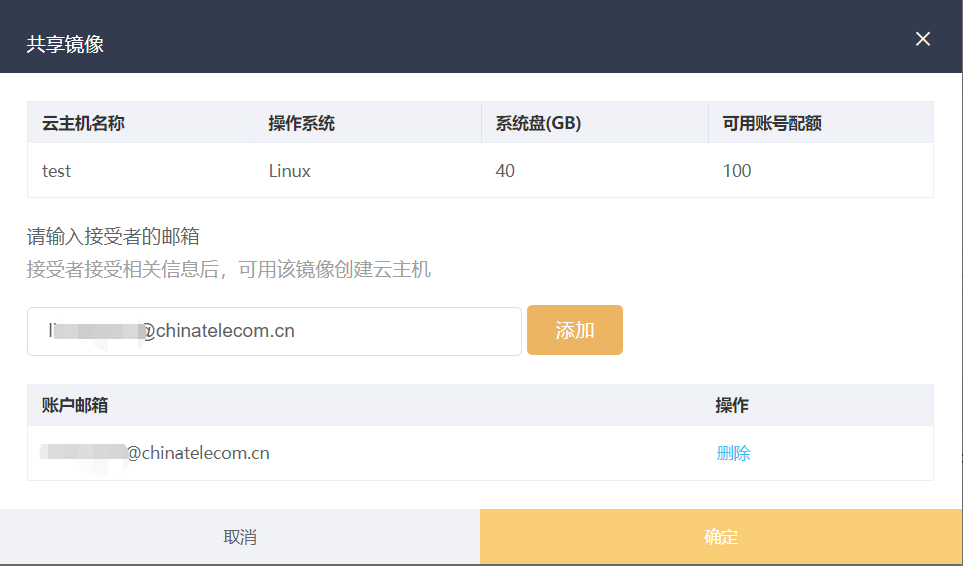 共享镜像
云主机名称 操作系统 系统盘(GB) 可用账号配额
test Linux 40 100
请输入接受者的邮箱
接受者接受相关信息后，可用该镜像创建云主机
@chinatelecom.cn 添加
账户邮箱 操作
@chinatelecom.cn 删除
取消 确定